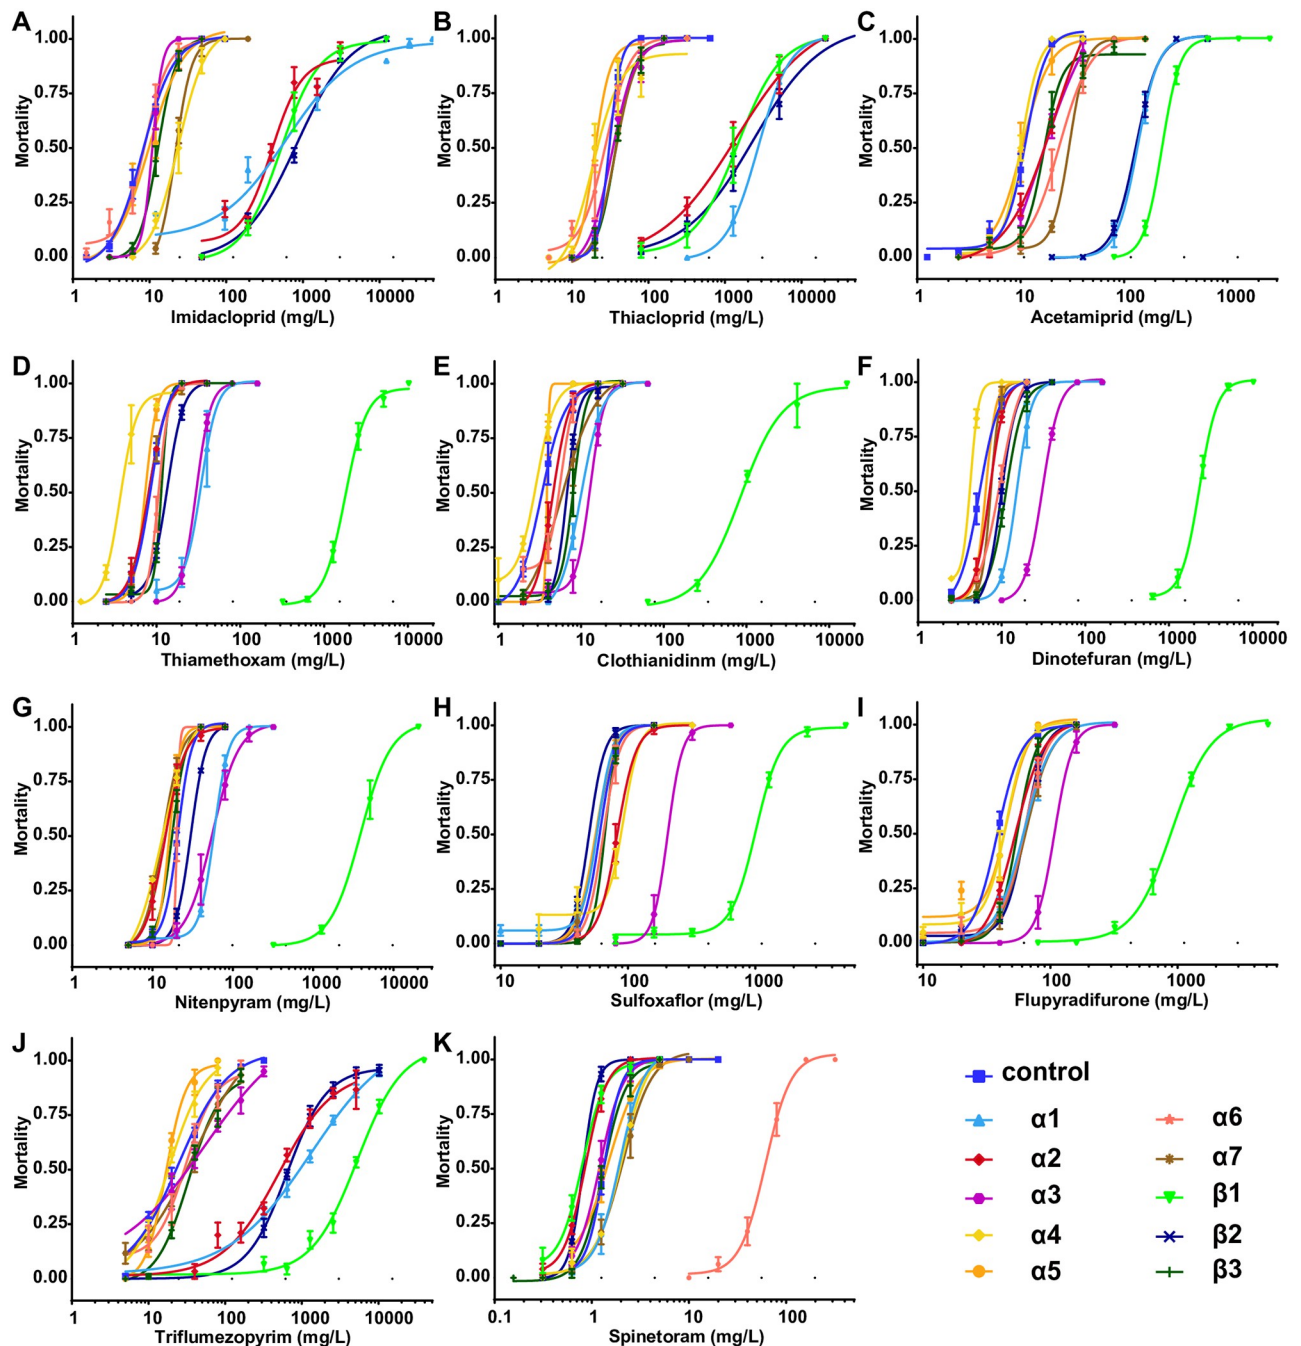 A
Mortality
1.00
0.75
0.50
0.25
0.00
1 10 100 1000 10000
Imidacloprid (mg/L)
B
Mortality
1.00
0.75
0.50
0.25
0.00
1 10 100 1000 10000
Thiacloprid (mg/L)
C
Mortality
1.00
0.75
0.50
0.25
0.00
1 10 100 1000
Acetamiprid (mg/L)
D
Mortality
1.00
0.75
0.50
0.25
0.00
1 10 100 1000 10000
Thiamethoxam (mg/L)
E
Mortality
1.00
0.75
0.50
0.25
0.00
1 10 100 1000 10000
Clothianidinm (mg/L)
F
Mortality
1.00
0.75
0.50
0.25
0.00
1 10 100 1000 10000
Dinotefuran (mg/L)
G
Mortality
1.00
0.75
0.50
0.25
0.00
1 10 100 1000 10000
Nitenpyram (mg/L)
H
Mortality
1.00
0.75
0.50
0.25
0.00
10 100 1000
Sulfoxaflor (mg/L)
I
Mortality
1.00
0.75
0.50
0.25
0.00
10 100 1000
Flupyradifurone (mg/L)
J
Mortality
1.00
0.75
0.50
0.25
0.00
1 10 100 1000 10000
Triflumezopyrim (mg/L)
K
Mortality
1.00
0.75
0.50
0.25
0.00
0.1 1 10 100
Spinetoram (mg/L)
control
α1
α2
α3
α4
α5
α6
α7
β1
β2
β3